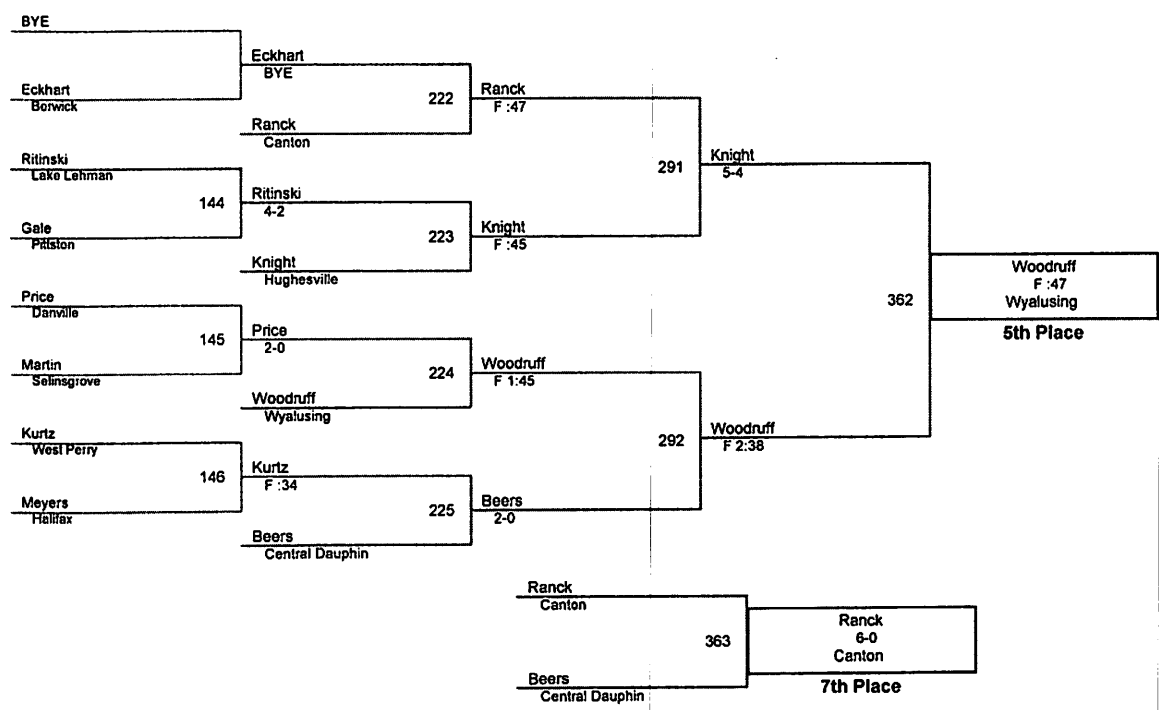 BYE
Eckhart
Berwick
Ritinski
Lake Lehman
144
Gale
Pittston
Price
Danville
145
Martin
Selinsgrove
Kurtz
West Perry
146
Meyers
Halifax
Eckhart
BYE
222
Ranck
Canton
Ritinski
4-2
223
Knight
Hughesville
Price
2-0
224
Woodruff
Wyalusing
Kurtz
F :34
225
Beers
Central Dauphin
Ranck
F :47
291
Knight
F :45
Woodruff
F 1:45
292
Beers
2-0
Knight
5-4
362
Woodruff
F 2:38
Woodruff
F :47
Wyalusing
5th Place
Ranck
Canton
363
Beers
Central Dauphin
Ranck
6-0
Canton
7th Place